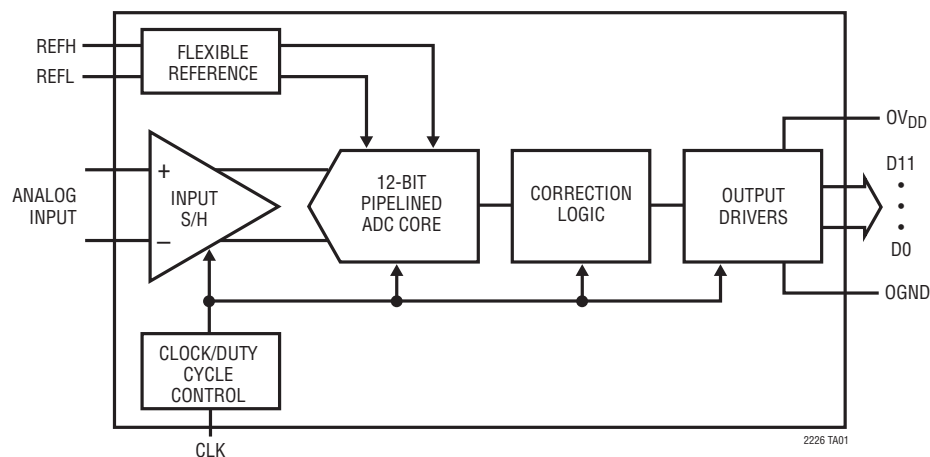 REFH
REFL
FLEXIBLE
REFERENCE
ANALOG
INPUT
+
–
INPUT
S/H
12-BIT
PIPELINED
ADC CORE
CORRECTION
LOGIC
OUTPUT
DRIVERS
OVDD
D11
•
•
•
D0
OGND
CLOCK/DUTY
CYCLE
CONTROL
CLK
2226 TA01